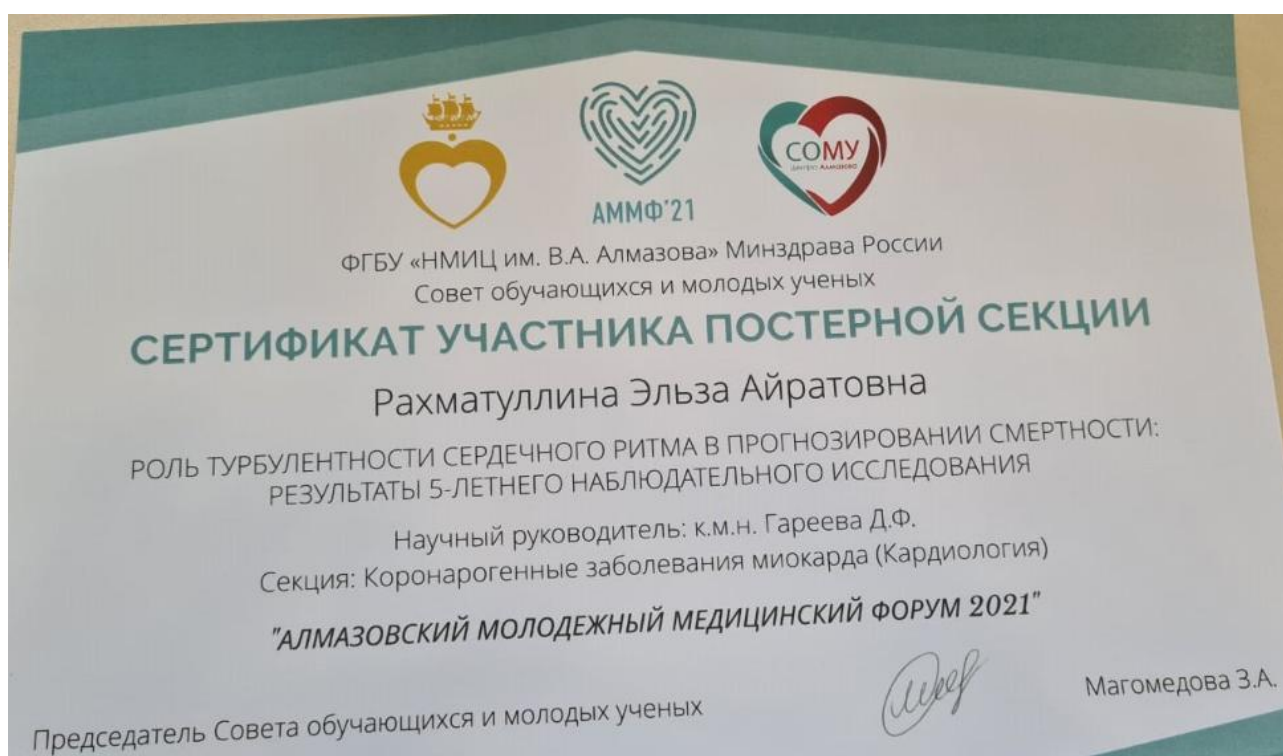 АММФ'21
СОМУ
Центра Алмазова
ФГБУ «НМИЦ им. В.А. Алмазова» Минздрава России
Совет обучающихся и молодых ученых
СЕРТИФИКАТ УЧАСТНИКА ПОСТЕРНОЙ СЕКЦИИ
Рахматуллина Эльза Айратовна
РОЛЬ ТУРБУЛЕНТНОСТИ СЕРДЕЧНОГО РИТМА В ПРОГНОЗИРОВАНИИ СМЕРТНОСТИ:
РЕЗУЛЬТАТЫ 5-ЛЕТНЕГО НАБЛЮДАТЕЛЬНОГО ИССЛЕДОВАНИЯ
Научный руководитель: к.м.н. Гареева Д.Ф.
Секция: Коронарогенные заболевания миокарда (Кардиология)
"АЛМАЗОВСКИЙ МОЛОДЕЖНЫЙ МЕДИЦИНСКИЙ ФОРУМ 2021"
Председатель Совета обучающихся и молодых ученых
Магомедова З.А.